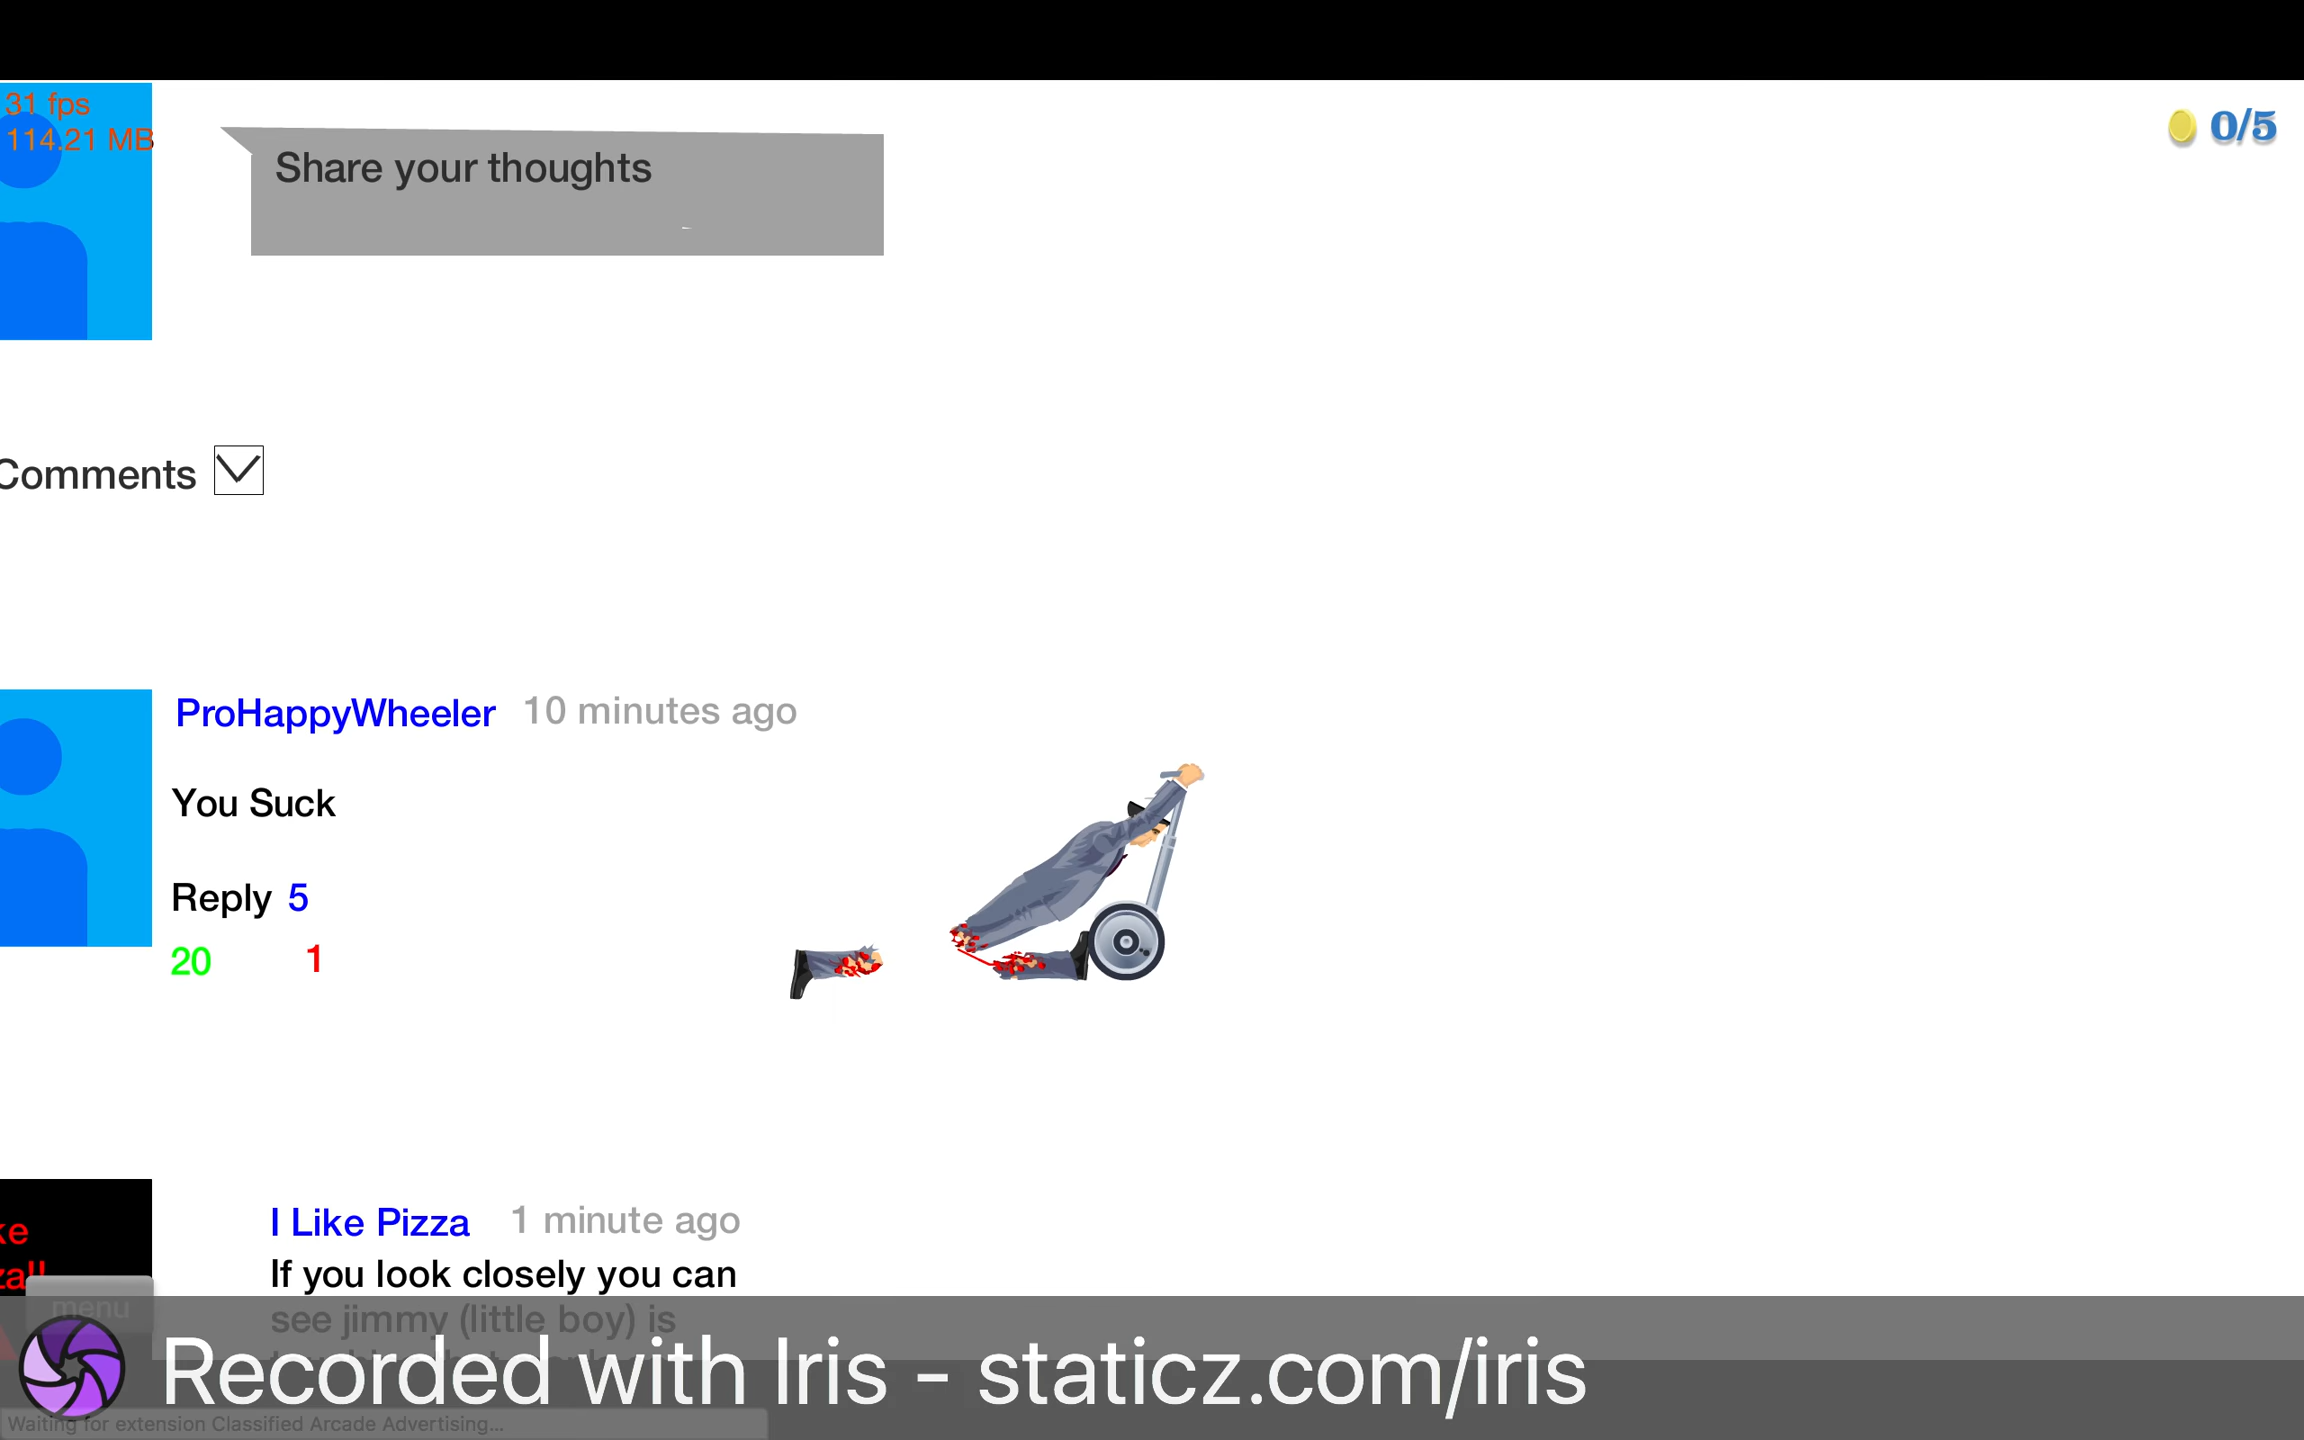 31 fps
114.21 MB
0/5
Share your thoughts
Comments
ProHappyWheeler 10 minutes ago
You Suck
Reply 5
20 1
I Like Pizza 1 minute ago
If you look closely you can
see jimmy (little boy) is
menu
Recorded with Iris - staticz.com/iris
Waiting for extension Classified Arcade Advertising...